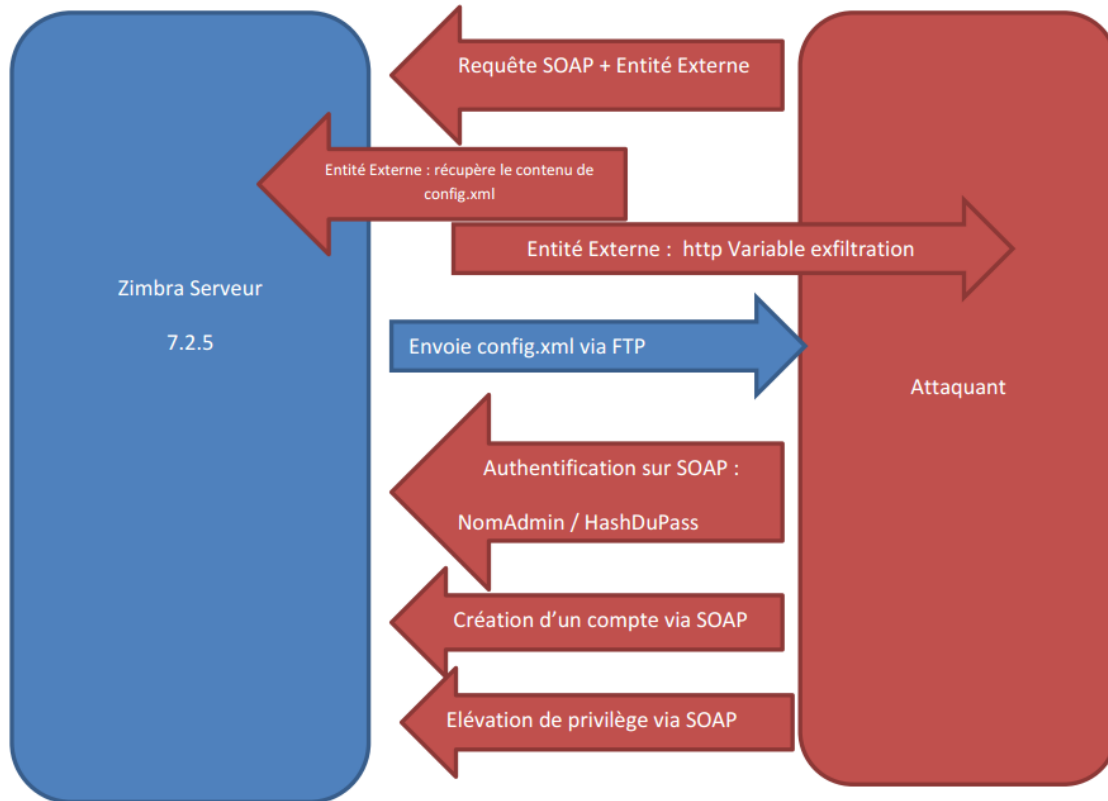 Requête SOAP + Entité Externe
Entité Externe : récupère le contenu de
config.xml
Entité Externe : http Variable exfiltration
Zimbra Serveur
7.2.5
Envoie config.xml via FTP
Attaquant
Authentification sur SOAP :
NomAdmin / HashDuPass
Création d'un compte via SOAP
Elévation de privilège via SOAP